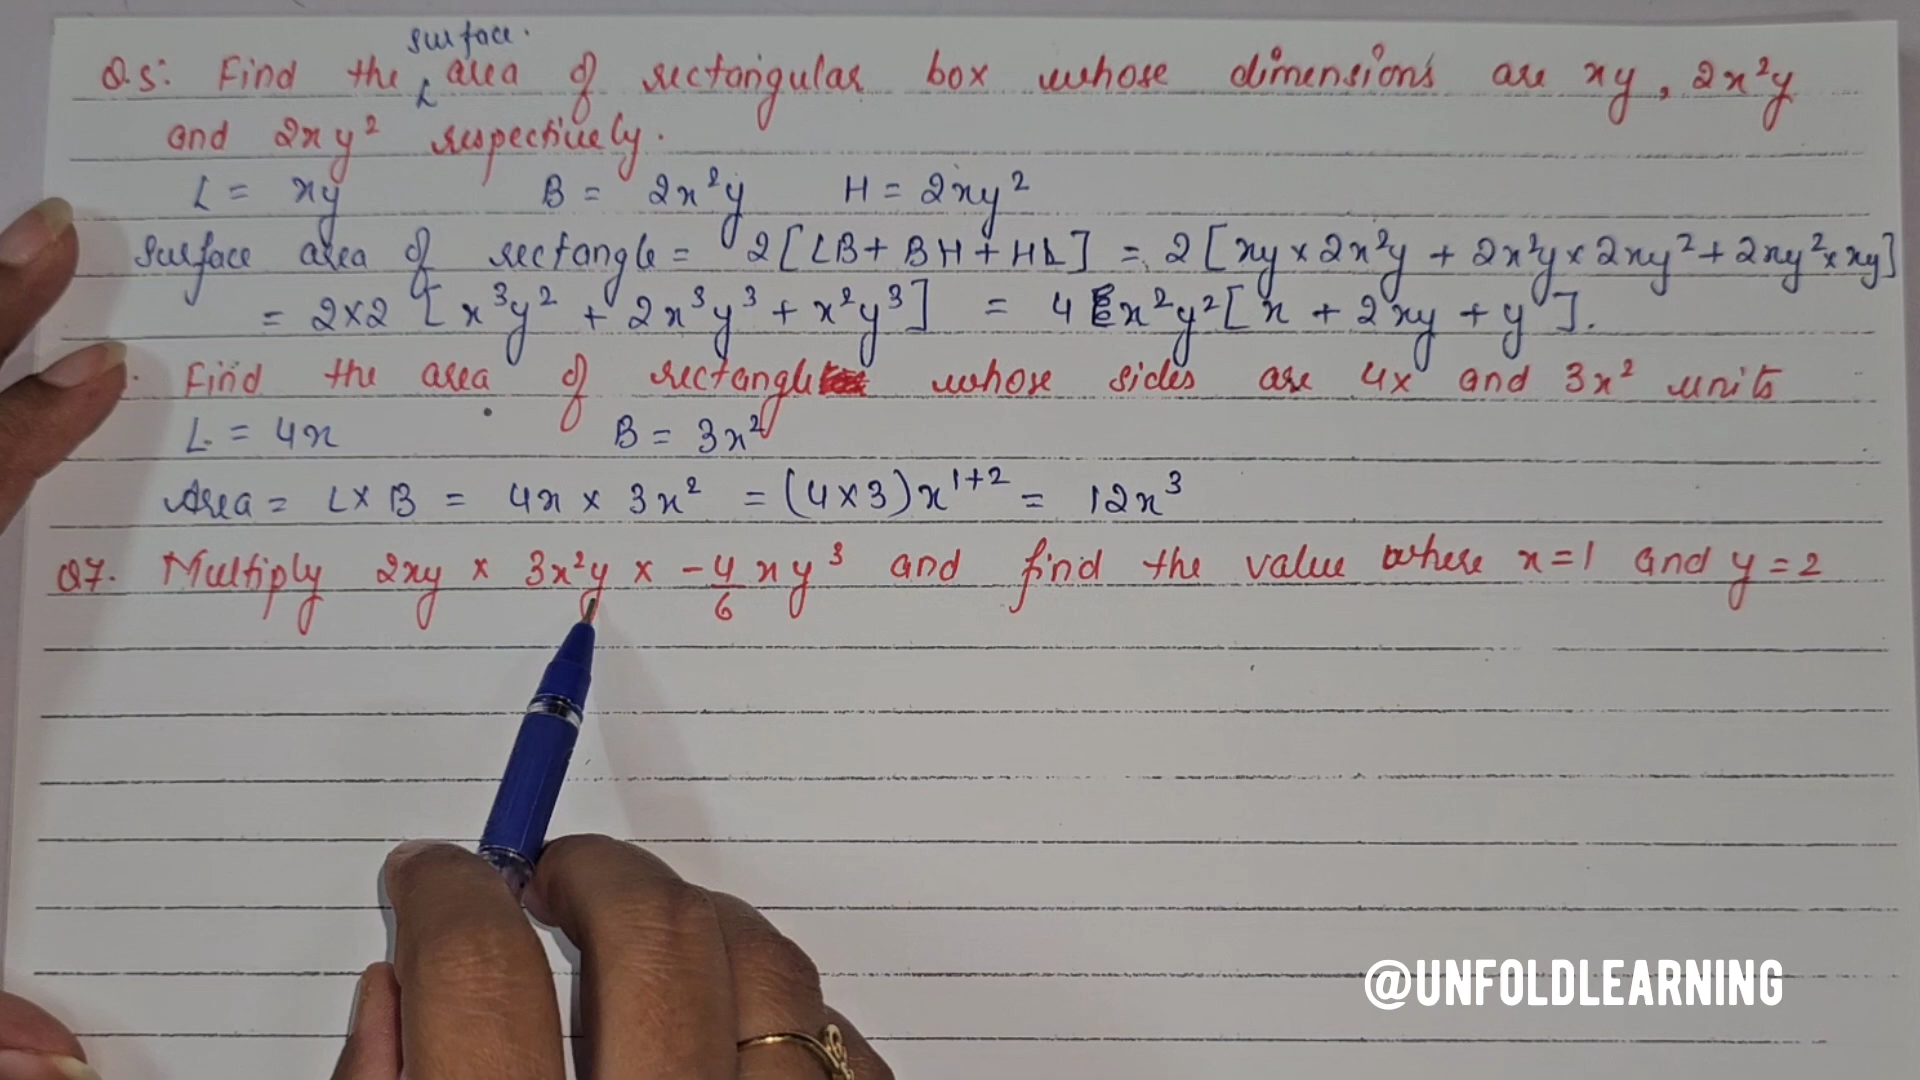 surface.
Q5: Find the area of rectangular box whose dimensions are xy, 2x²y
and 2xy² respectively.
L = xy B = 2x²y H = 2xy²
Surface area of rectangle = 2[LB + BH + HL] = 2[xy × 2x²y + 2x²y × 2xy² + 2xy² × xy]
= 2×2 [x³y² + 2x³y³ + x²y³] = 4 x²y² [x + 2xy + y].
Find the area of rectangle whose sides are 4x and 3x² units
L = 4x B = 3x²
Area = L × B = 4x × 3x² = (4×3)x¹⁺² = 12x³
Q7. Multiply 2xy × 3x²y × -4/6 xy³ and find the value where x=1 and y=2
@UNFOLDLEARNING